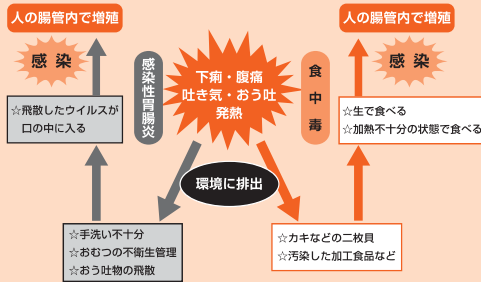 人の腸管内で増殖
感染
☆飛散したウイルスが
口の中に入る
☆手洗い不十分
☆おむつの不衛生管理
☆おう吐物の飛散
感染性胃腸炎
下痢・腹痛
吐き気・おう吐
発熱
環境に排出
食中毒
人の腸管内で増殖
感染
☆生で食べる
☆加熱不十分の状態で食べる
☆カキなどの二枚貝
☆汚染した加工食品など